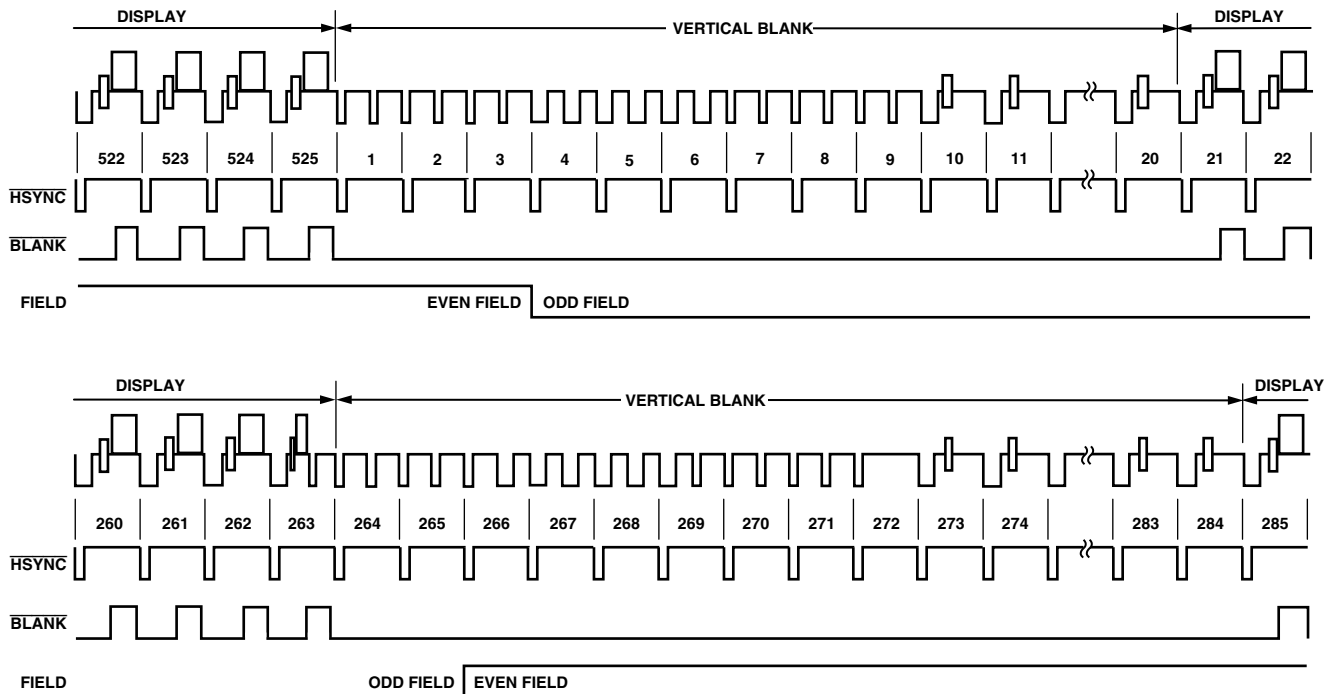 DISPLAY VERTICAL BLANK DISPLAY
522 523 524 525 1 2 3 4 5 6 7 8 9 10 11 20 21 22
HSYNC
BLANK
FIELD EVEN FIELD ODD FIELD
DISPLAY VERTICAL BLANK DISPLAY
260 261 262 263 264 265 266 267 268 269 270 271 272 273 274 283 284 285
HSYNC
BLANK
FIELD ODD FIELD EVEN FIELD